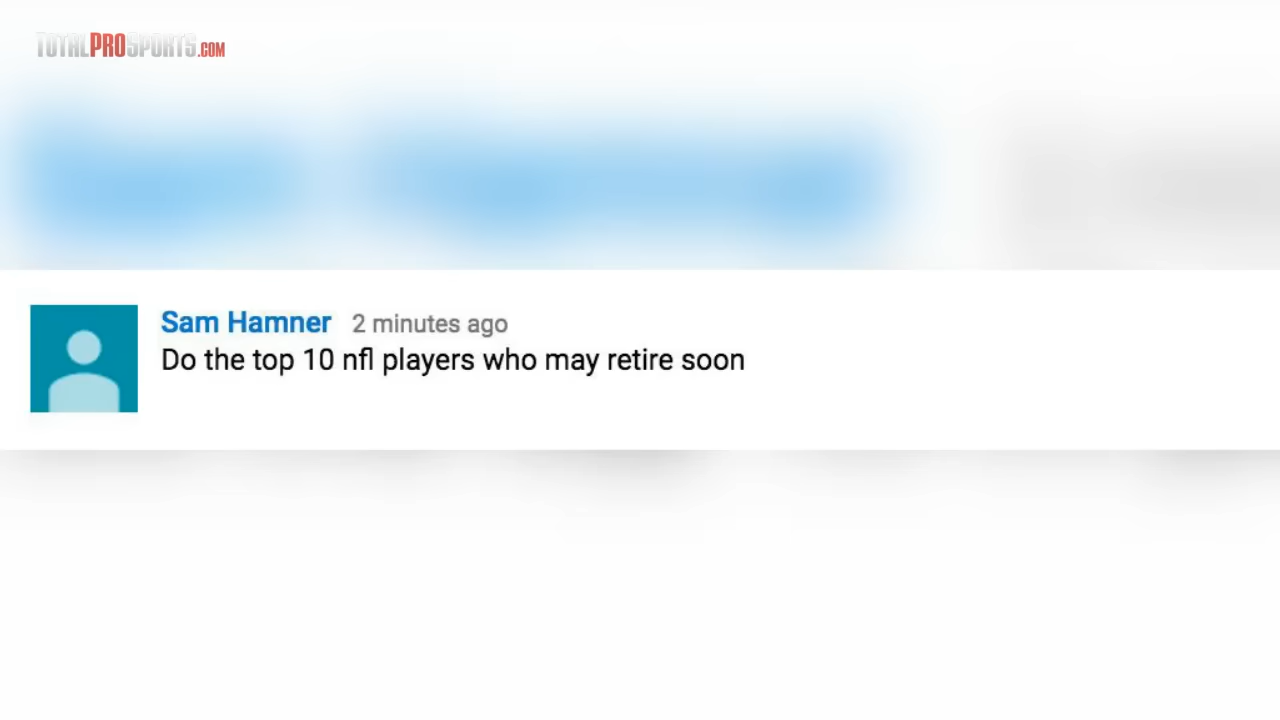 TOTALPROSPORTS.COM
Sam Hamner 2 minutes ago
Do the top 10 nfl players who may retire soon